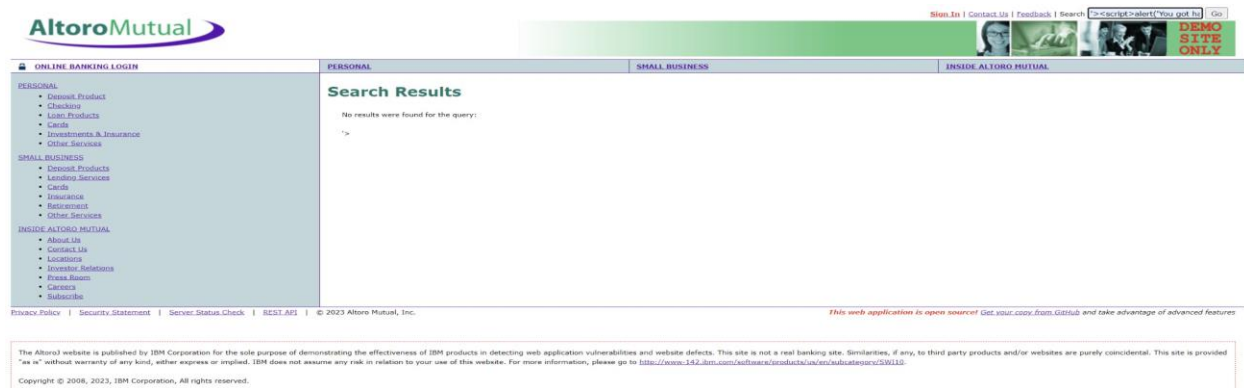 Sign In | Contact Us | Feedback | Search '><script>alert("You got ha Go
AltoroMutual
DEMO
SITE
ONLY
ONLINE BANKING LOGIN
PERSONAL
SMALL BUSINESS
INSIDE ALTORO MUTUAL
PERSONAL
Deposit Product
Checking
Loan Products
Cards
Investments & Insurance
Other Services
SMALL BUSINESS
Deposit Products
Lending Services
Cards
Insurance
Retirement
Other Services
INSIDE ALTORO MUTUAL
About Us
Contact Us
Locations
Investor Relations
Press Room
Careers
Subscribe
Search Results
No results were found for the query:
'>
Privacy Policy | Security Statement | Server Status Check | REST API | © 2023 Altoro Mutual, Inc.
This web application is open source! Get your copy from GitHub and take advantage of advanced features
The AltoroJ website is published by IBM Corporation for the sole purpose of demonstrating the effectiveness of IBM products in detecting web application vulnerabilities and website defects. This site is not a real banking site. Similarities, if any, to third party products and/or websites are purely coincidental. This site is provided
"as is" without warranty of any kind, either express or implied. IBM does not assume any risk in relation to your use of this website. For more information, please go to http://www-142.ibm.com/software/products/us/en/subcategory/SWI10.
Copyright © 2008, 2023, IBM Corporation, All rights reserved.